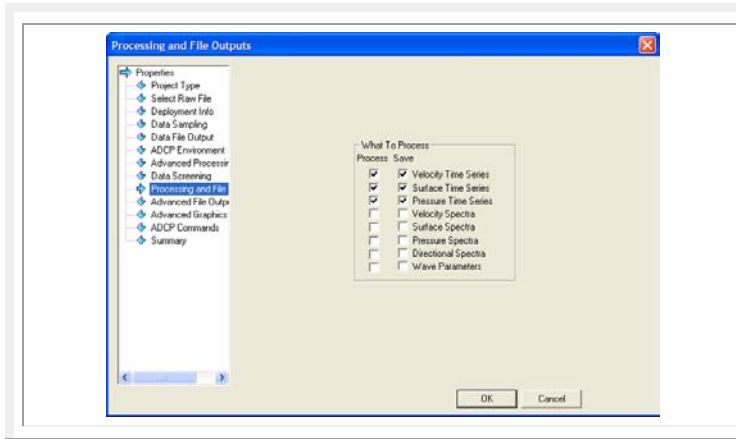 Processing and File Outputs
Properties
Project Type
Select Raw File
Deployment Info
Data Sampling
Data File Output
ADCP Environment
Advanced Processin
Data Screening
Processing and File
Advanced File Outpu
Advanced Graphics
ADCP Commands
Summary
What To Process
Process Save
Velocity Time Series
Surface Time Series
Pressure Time Series
Velocity Spectra
Surface Spectra
Pressure Spectra
Directional Spectra
Wave Parameters
OK Cancel